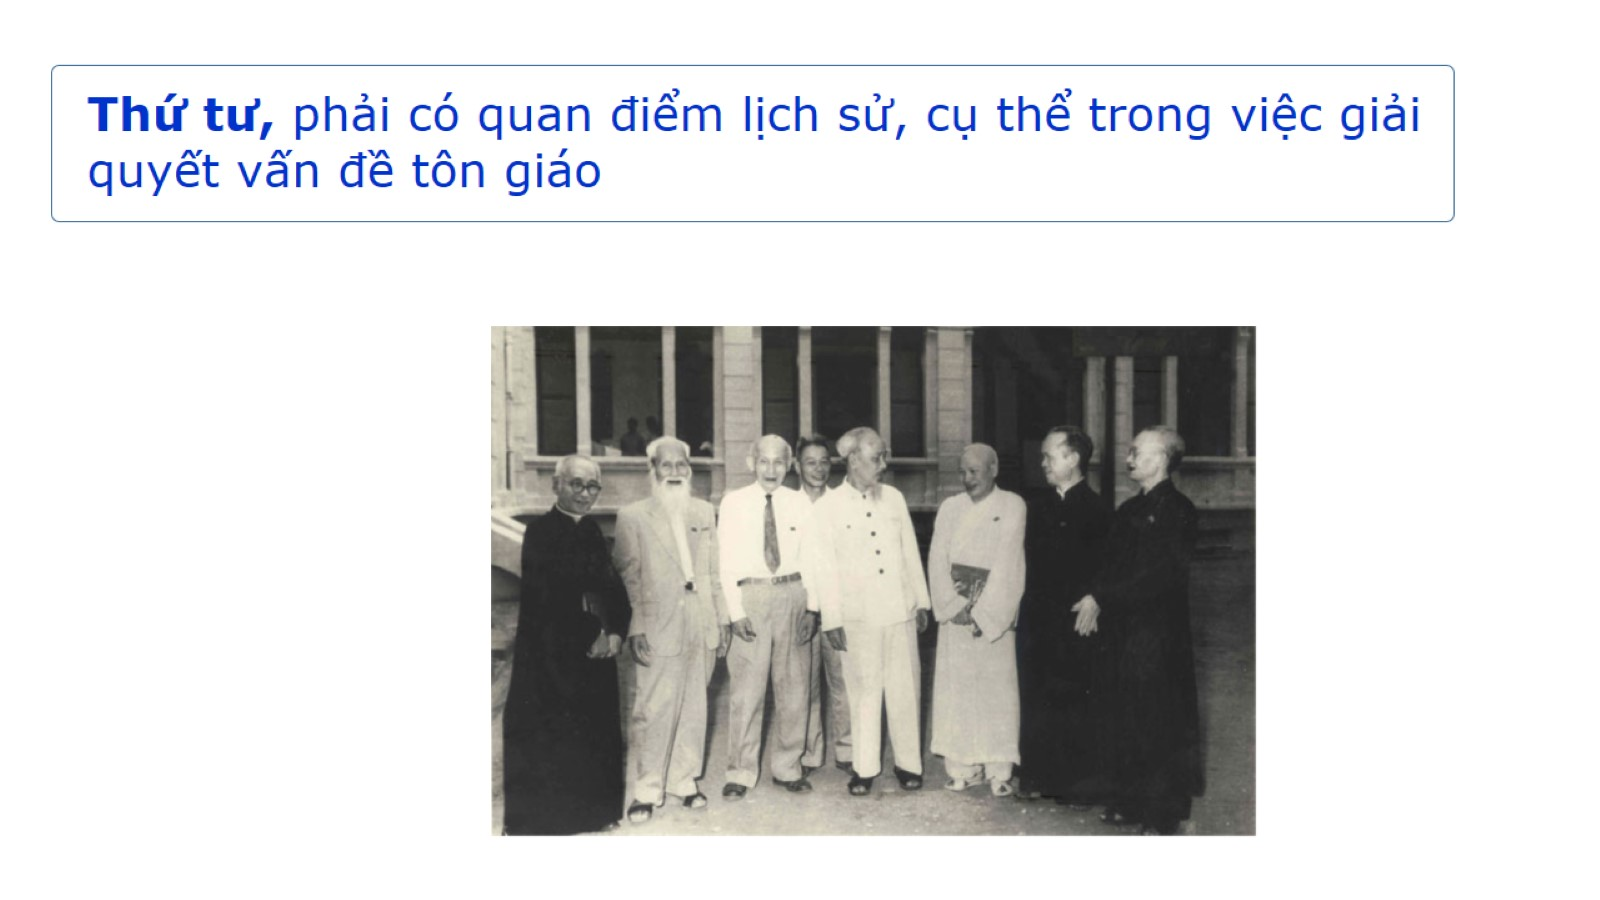 Thứ tư, phải có quan điểm lịch sử, cụ thể trong việc giải
quyết vấn đề tôn giáo